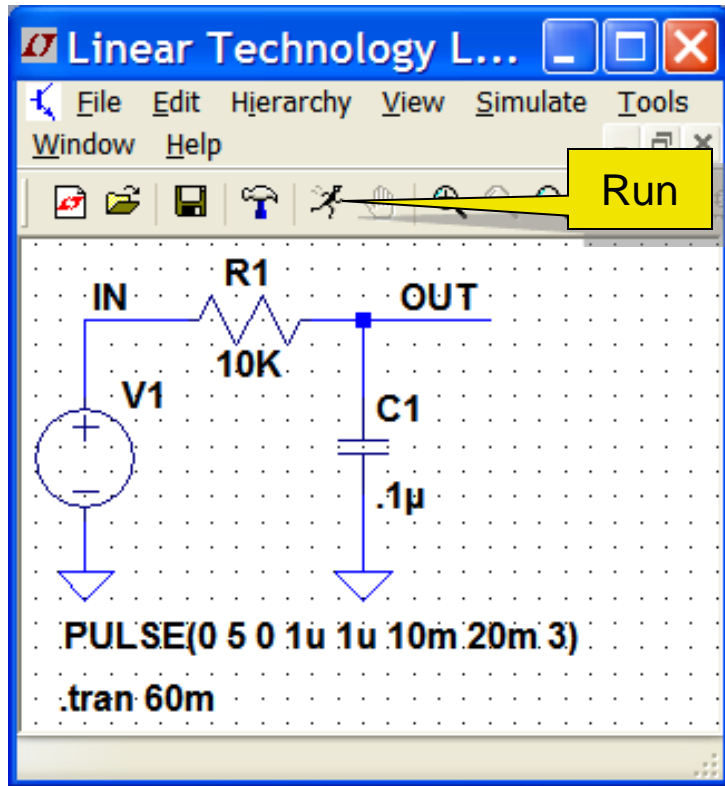 Linear Technology L...
File Edit Hierarchy View Simulate Tools
Window Help
Run
R1
IN
OUT
10K
V1
C1
.1µ
PULSE(0 5 0 1u 1u 10m 20m 3)
.tran 60m